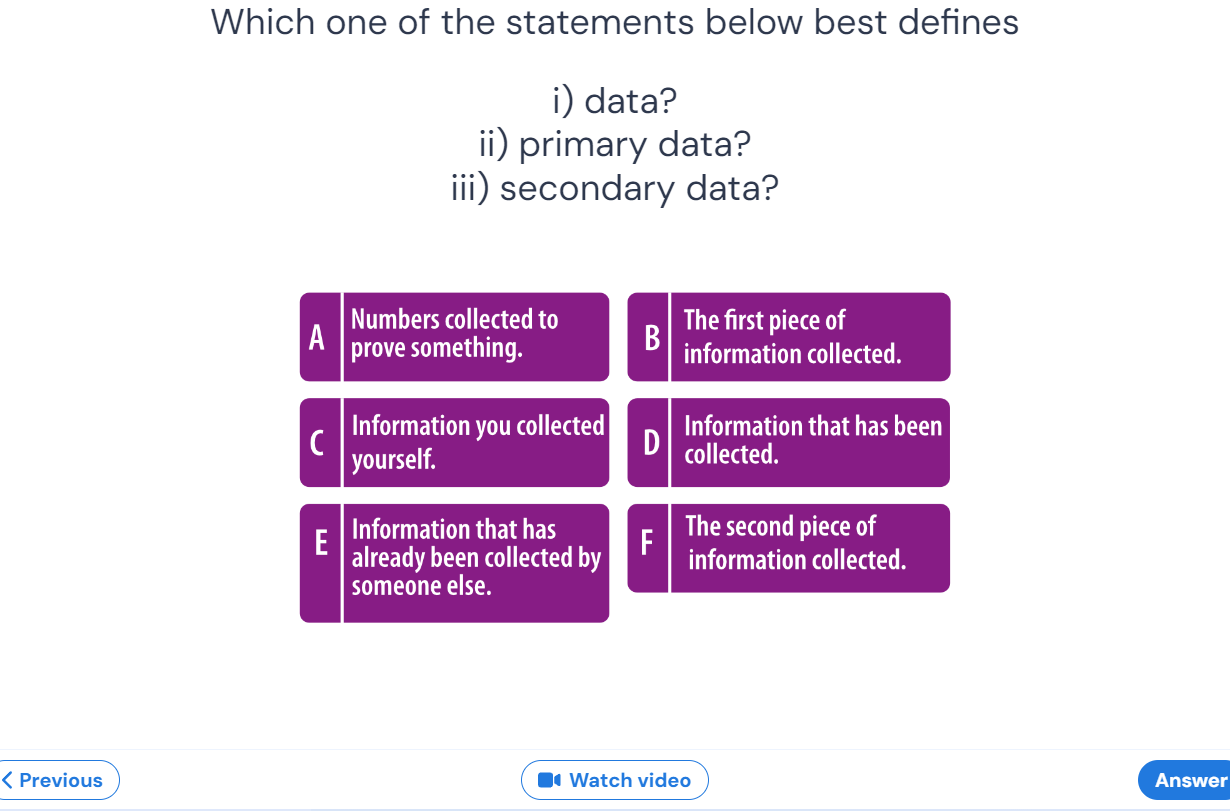 Which one of the statements below best defines
i) data?
ii) primary data?
iii) secondary data?
A
Numbers collected to
prove something.
B
The first piece of
information collected.
C
Information you collected
yourself.
D
Information that has been
collected.
E
Information that has
already been collected by
someone else.
F
The second piece of
information collected.
Previous
Watch video
Answer